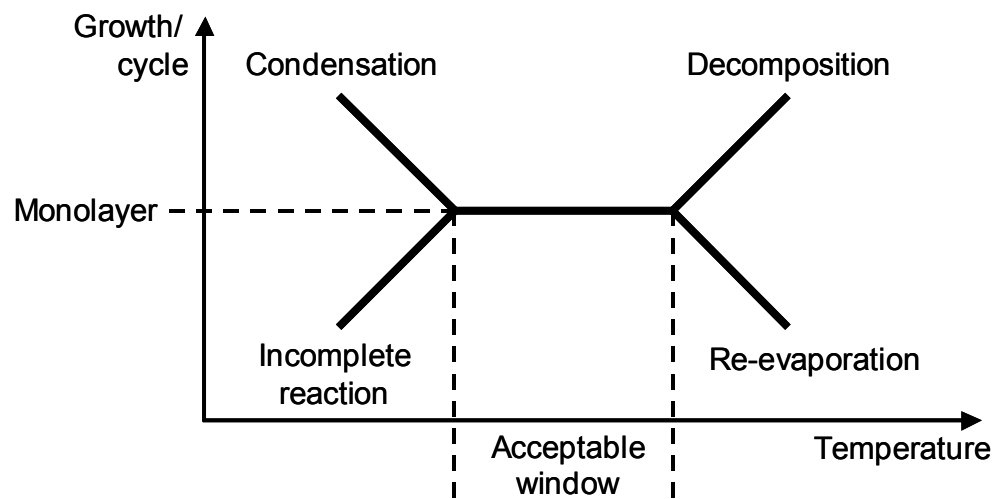 Growth/
cycle
Condensation
Decomposition
Monolayer
Incomplete
reaction
Re-evaporation
Acceptable
window
Temperature